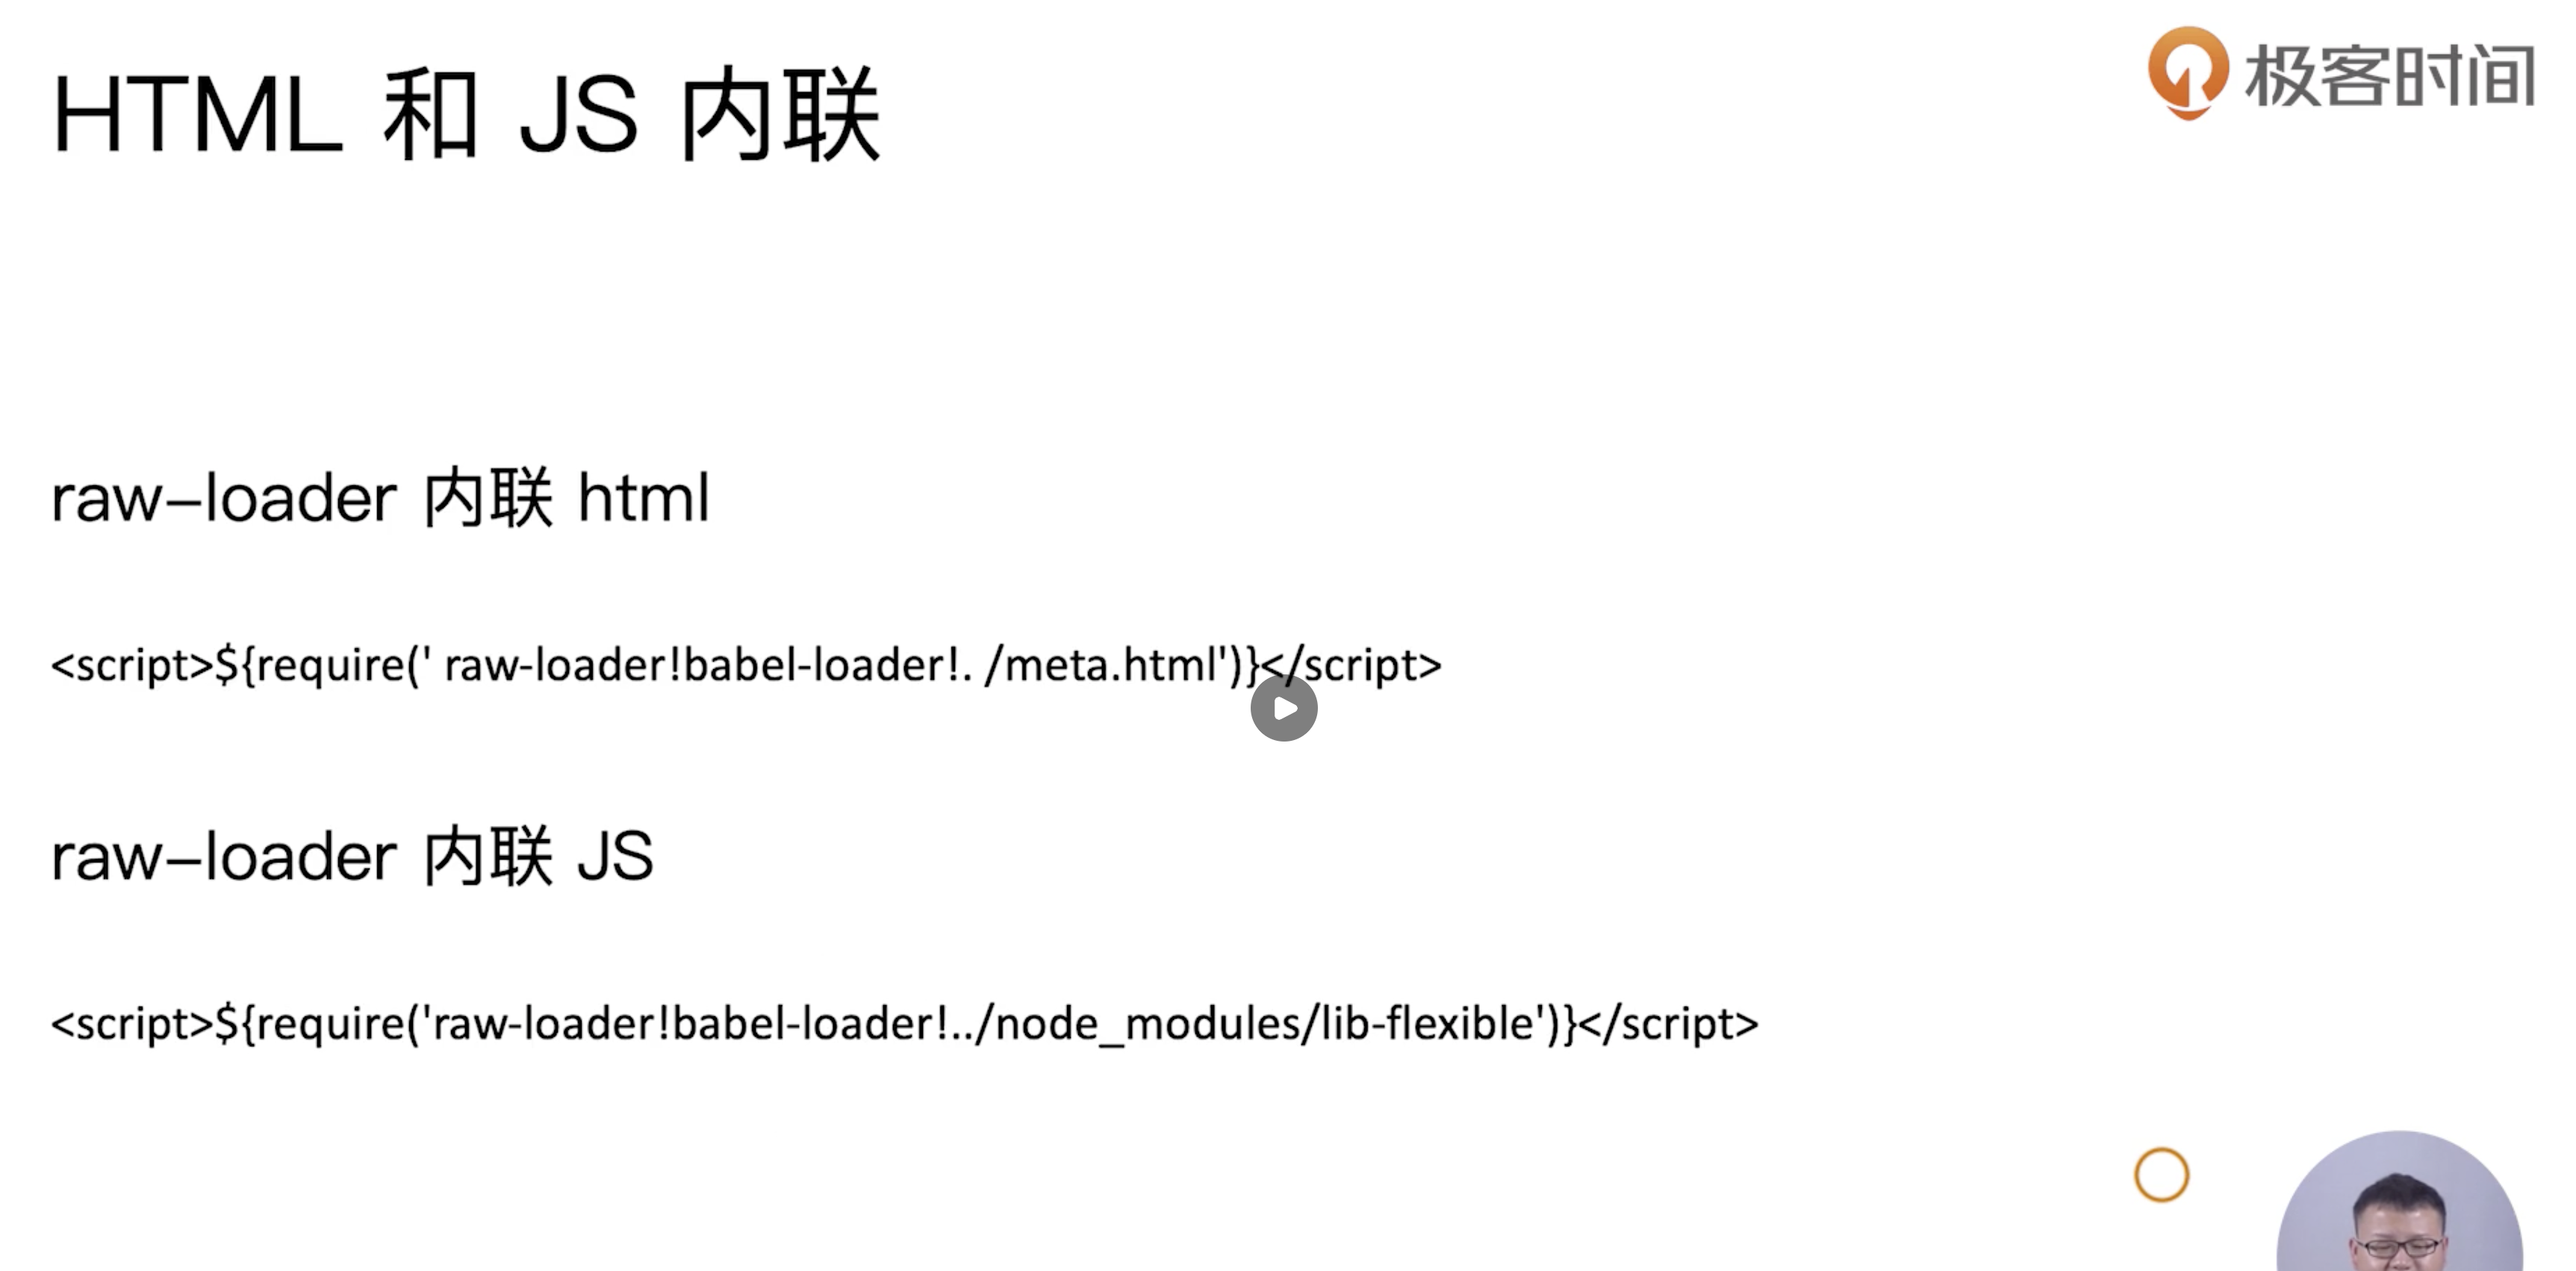 HTML 和 JS 内联
极客时间
raw-loader 内联 html
<script>${require(' raw-loader!babel-loader!. /meta.html')}</script>
raw-loader 内联 JS
<script>${require('raw-loader!babel-loader!../node_modules/lib-flexible')}</script>